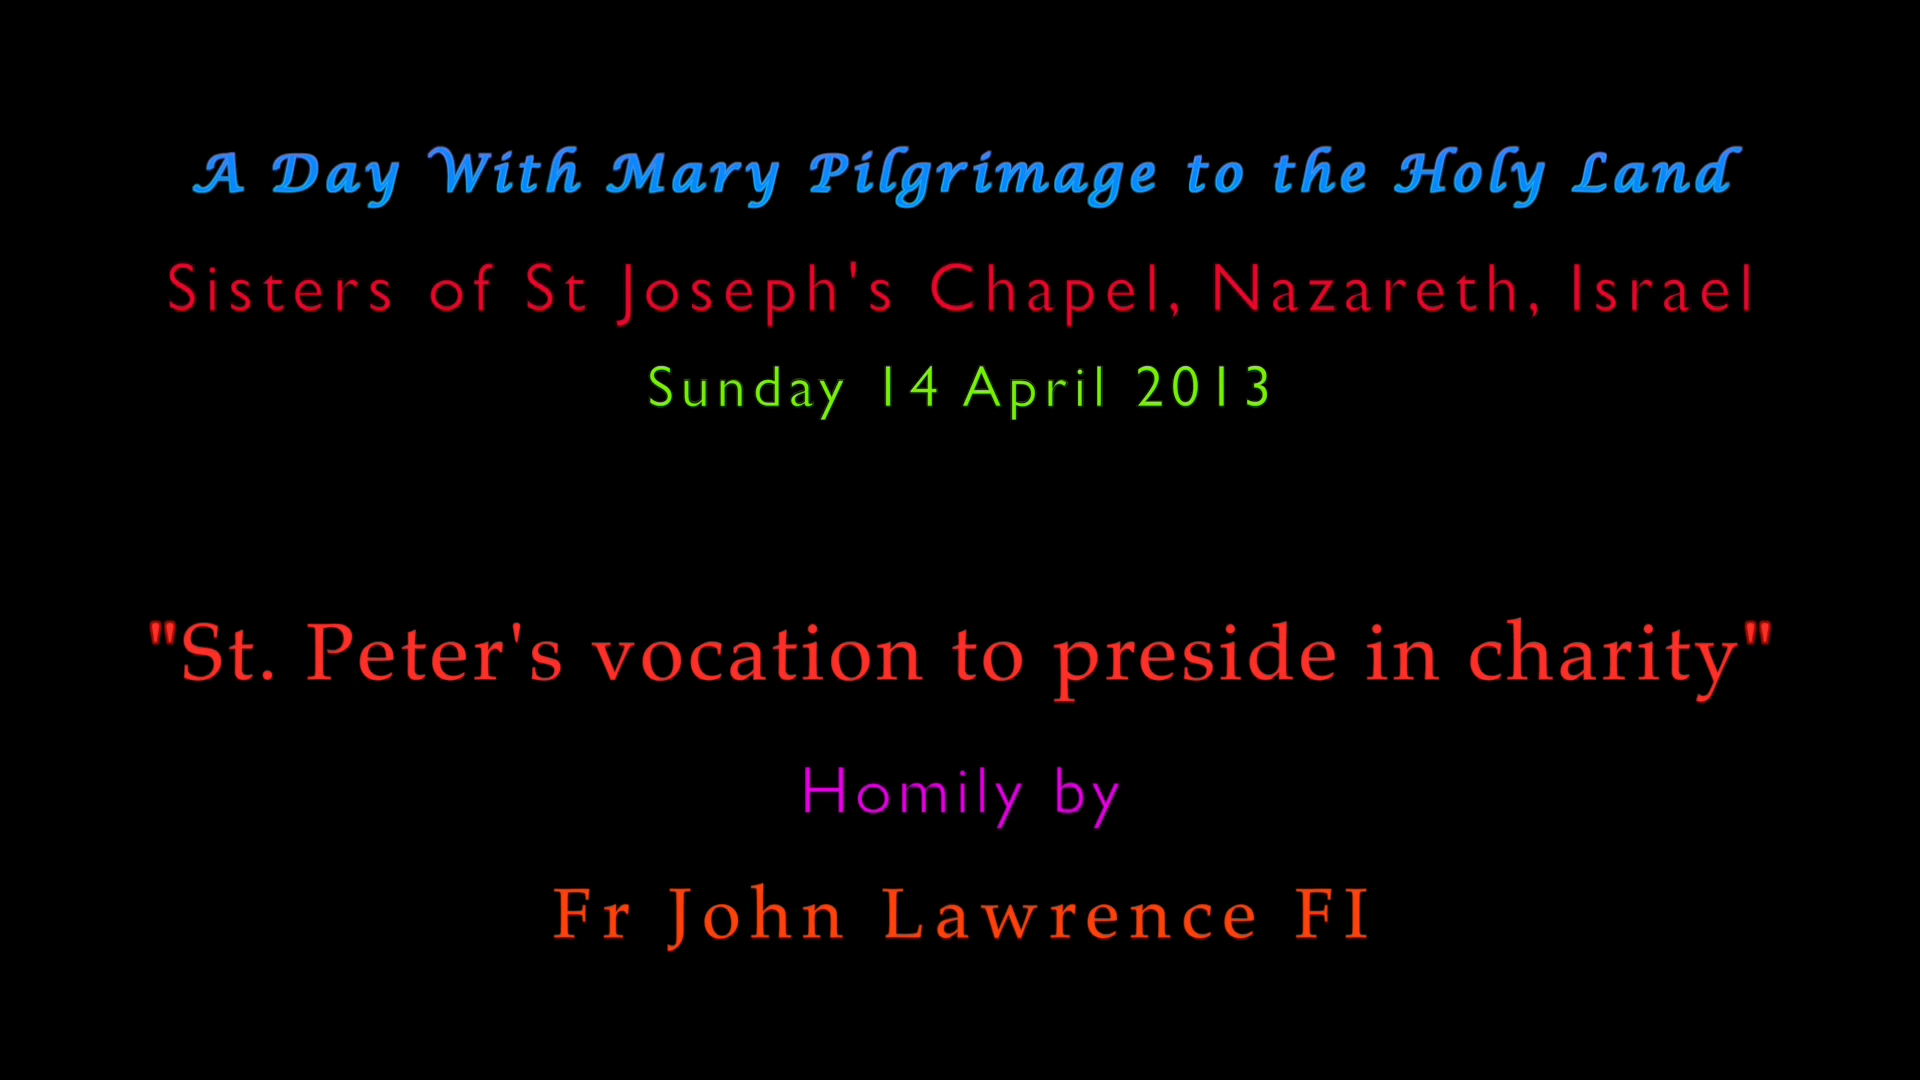 A Day With Mary Pilgrimage to the Holy Land
Sisters of St Joseph's Chapel, Nazareth, Israel
Sunday 14 April 2013
"St. Peter's vocation to preside in charity"
Homily by
Fr John Lawrence FI